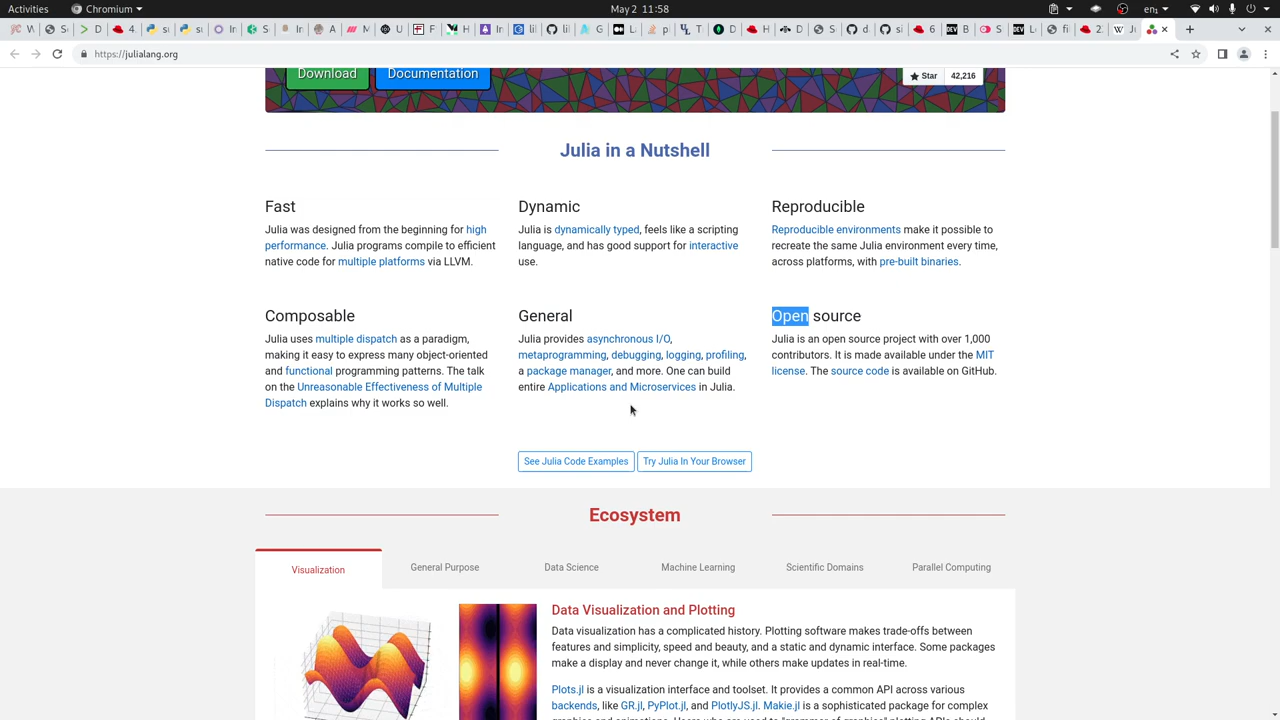 Activities
Chromium
May 2 11:58
https://julialang.org
Download
Documentation
Star
42,216
Julia in a Nutshell
Fast
Julia was designed from the beginning for high
performance. Julia programs compile to efficient
native code for multiple platforms via LLVM.
Dynamic
Julia is dynamically typed, feels like a scripting
language, and has good support for interactive
use.
Reproducible
Reproducible environments make it possible to
recreate the same Julia environment every time,
across platforms, with pre-built binaries.
Composable
Julia uses multiple dispatch as a paradigm,
making it easy to express many object-oriented
and functional programming patterns. The talk
on the Unreasonable Effectiveness of Multiple
Dispatch explains why it works so well.
General
Julia provides asynchronous I/O,
metaprogramming, debugging, logging, profiling,
a package manager, and more. One can build
entire Applications and Microservices in Julia.
Open source
Julia is an open source project with over 1,000
contributors. It is made available under the MIT
license. The source code is available on GitHub.
See Julia Code Examples
Try Julia In Your Browser
Ecosystem
Visualization
General Purpose
Data Science
Machine Learning
Scientific Domains
Parallel Computing
Data Visualization and Plotting
Data visualization has a complicated history. Plotting software makes trade-offs between
features and simplicity, speed and beauty, and a static and dynamic interface. Some packages
make a display and never change it, while others make updates in real-time.
Plots.jl is a visualization interface and toolset. It provides a common API across various
backends, like GR.jl, PyPlot.jl, and PlotlyJS.jl. Makie.jl is a sophisticated package for complex